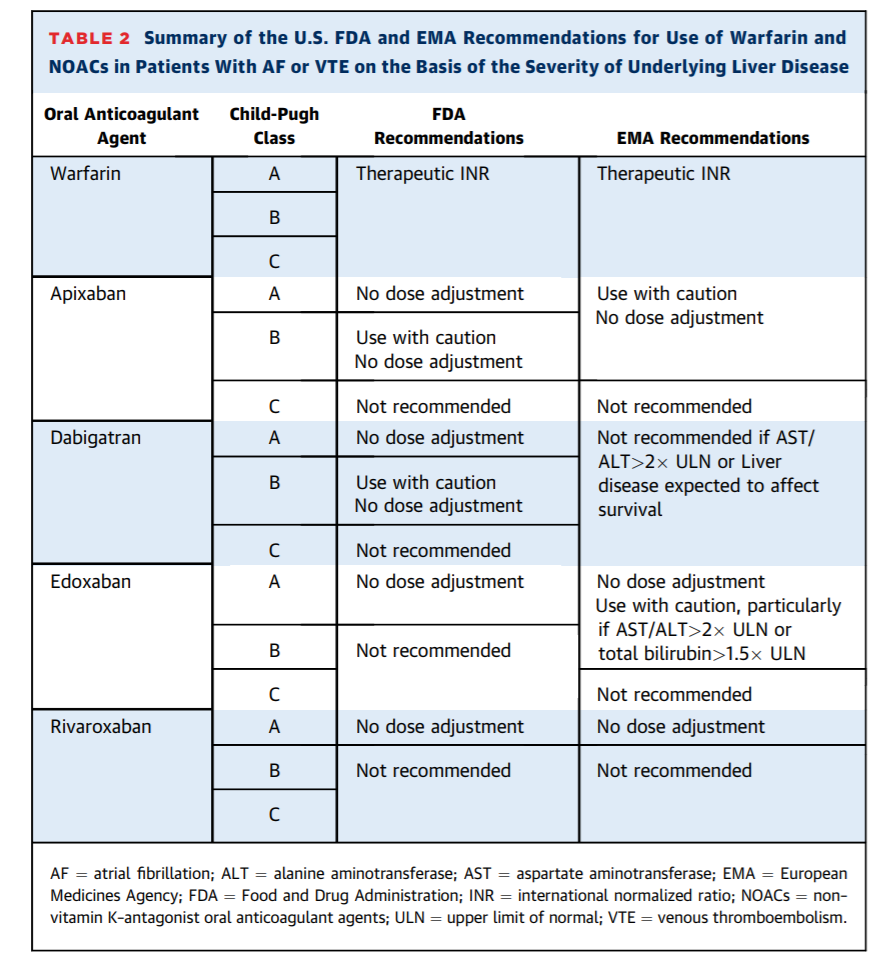 TABLE 2 Summary of the U.S. FDA and EMA Recommendations for Use of Warfarin and
NOACs in Patients With AF or VTE on the Basis of the Severity of Underlying Liver Disease
Oral Anticoagulant Agent Child-Pugh Class FDA Recommendations EMA Recommendations
Warfarin A Therapeutic INR Therapeutic INR
B
C
Apixaban A No dose adjustment Use with caution
No dose adjustment
B Use with caution
No dose adjustment
C Not recommended Not recommended
Dabigatran A No dose adjustment Not recommended if AST/
ALT>2× ULN or Liver
disease expected to affect
survival
B Use with caution
No dose adjustment
C Not recommended
Edoxaban A No dose adjustment No dose adjustment
Use with caution, particularly
if AST/ALT>2× ULN or
total bilirubin>1.5× ULN
B Not recommended
C Not recommended
Rivaroxaban A No dose adjustment No dose adjustment
B Not recommended Not recommended
C
AF = atrial fibrillation; ALT = alanine aminotransferase; AST = aspartate aminotransferase; EMA = European
Medicines Agency; FDA = Food and Drug Administration; INR = international normalized ratio; NOACs = non-
vitamin K-antagonist oral anticoagulant agents; ULN = upper limit of normal; VTE = venous thromboembolism.